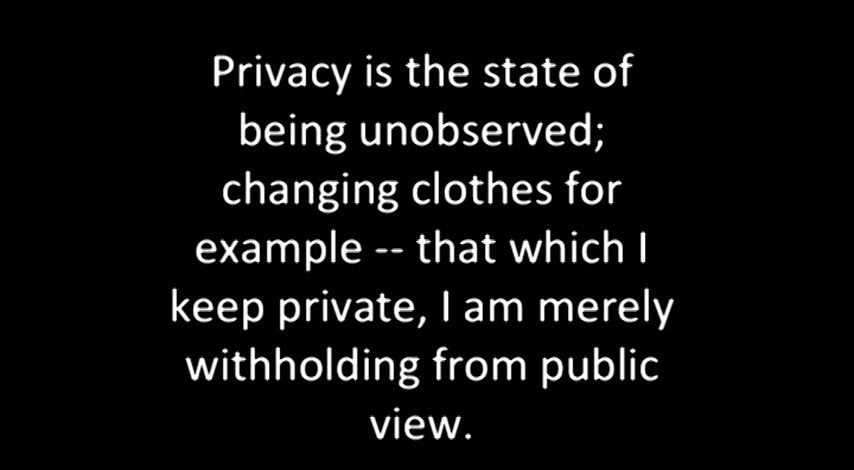 Privacy is the state of
being unobserved;
changing clothes for
example -- that which I
keep private, I am merely
withholding from public
view.